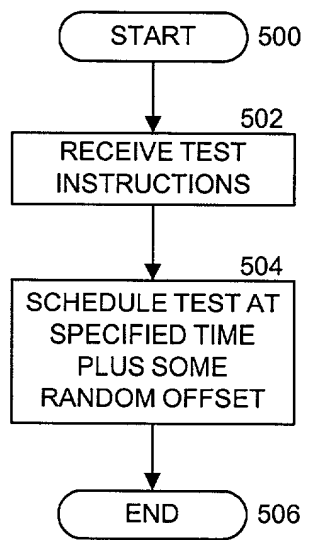 START 500
502
RECEIVE TEST
INSTRUCTIONS
504
SCHEDULE TEST AT
SPECIFIED TIME
PLUS SOME
RANDOM OFFSET
END 506